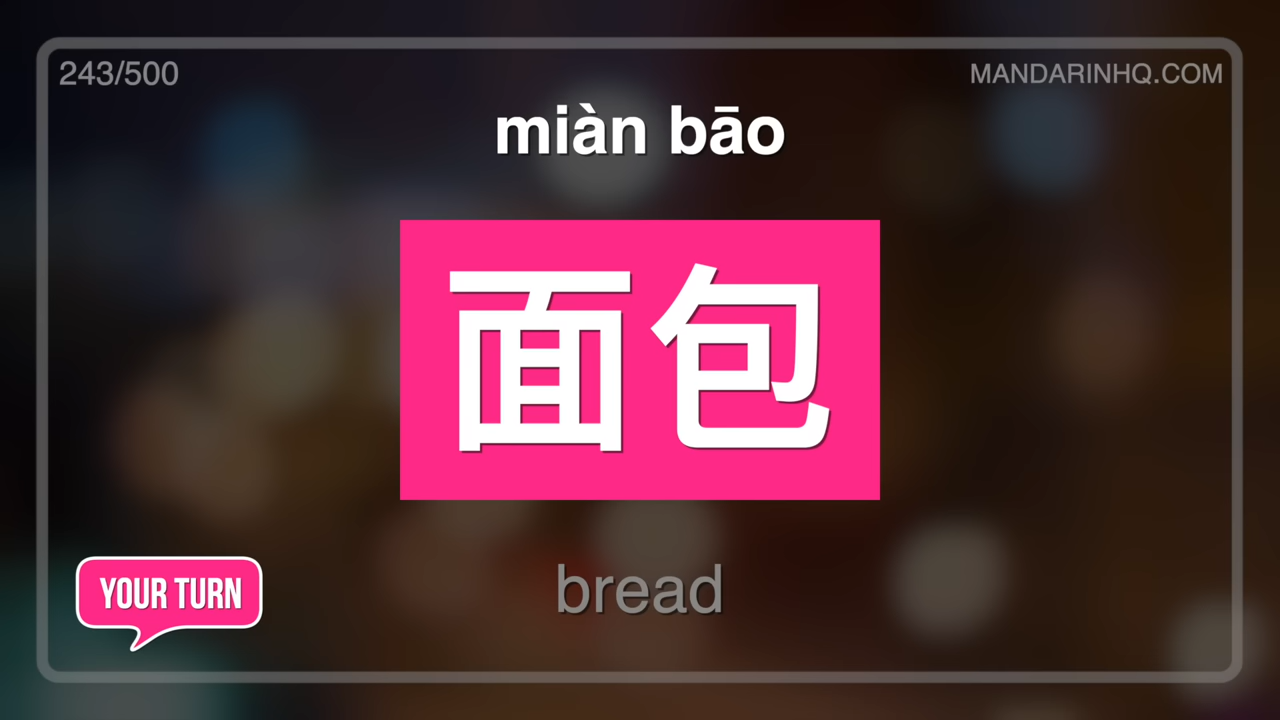 243/500
MANDARINHQ.COM
miàn bāo
面包
bread
YOUR TURN